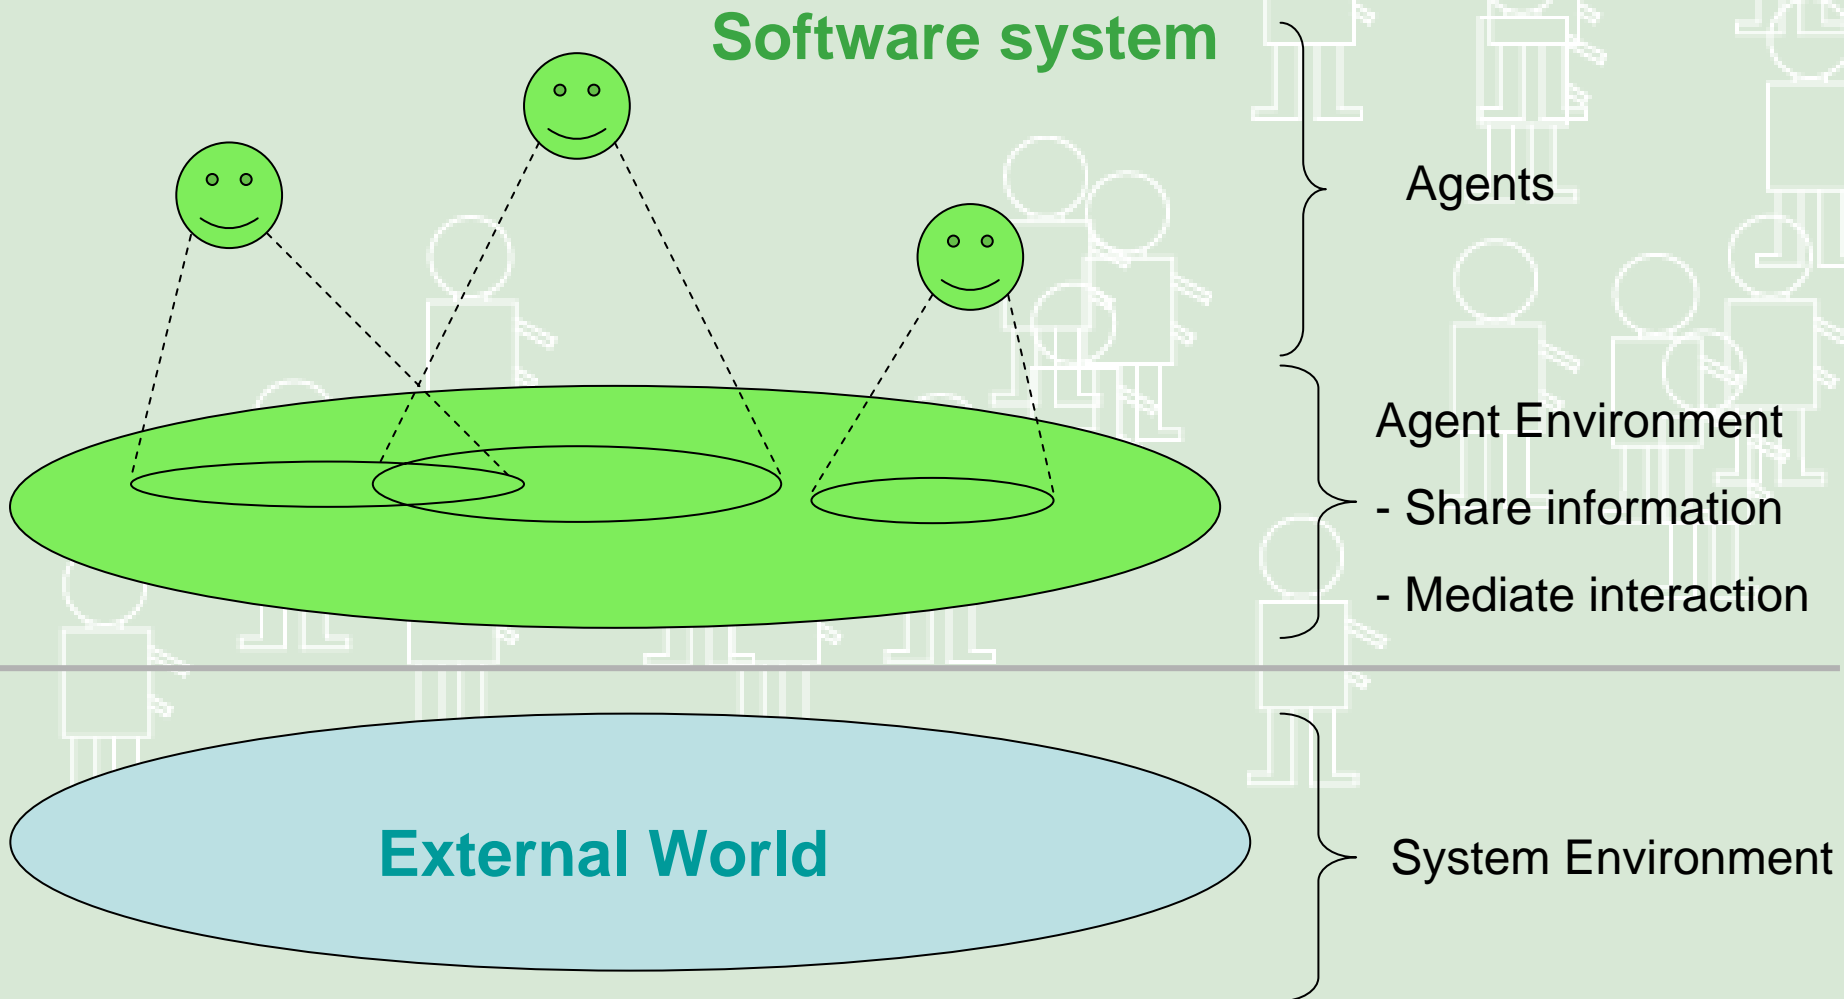 Software system
Agents
Agent Environment
- Share information
- Mediate interaction
External World
System Environment